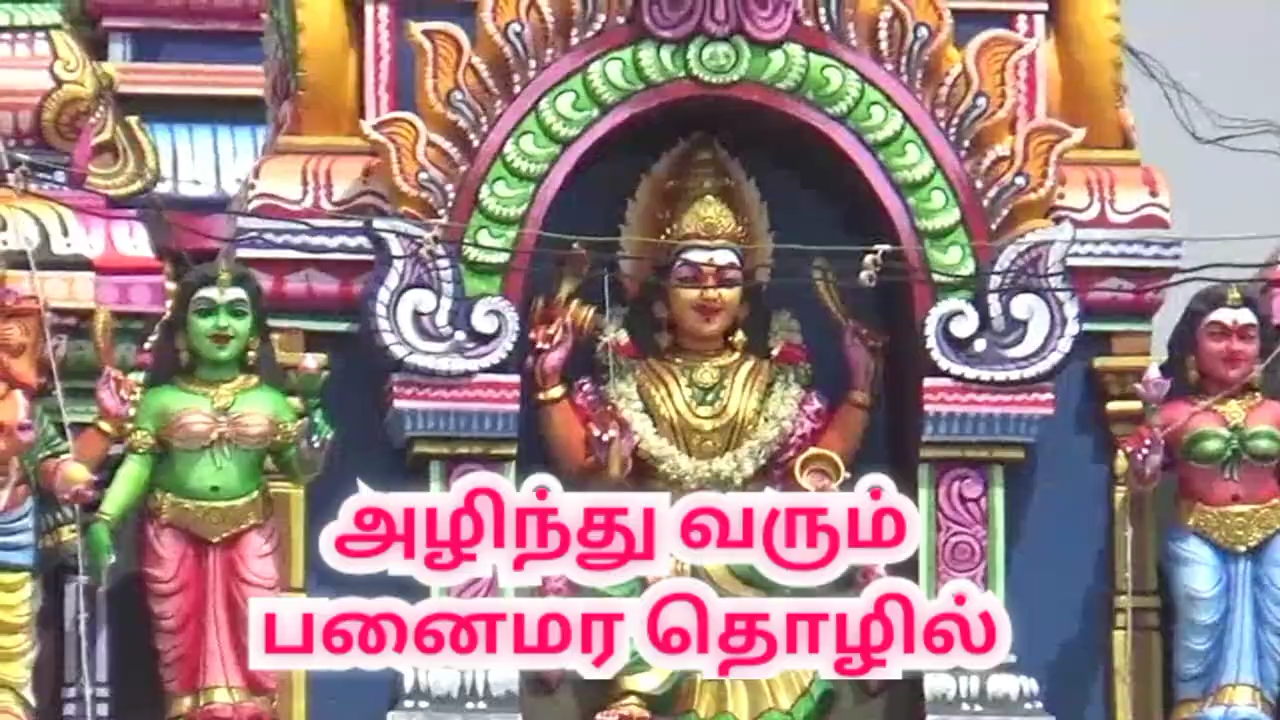 அழிந்து வரும்
பனைமர தொழில்